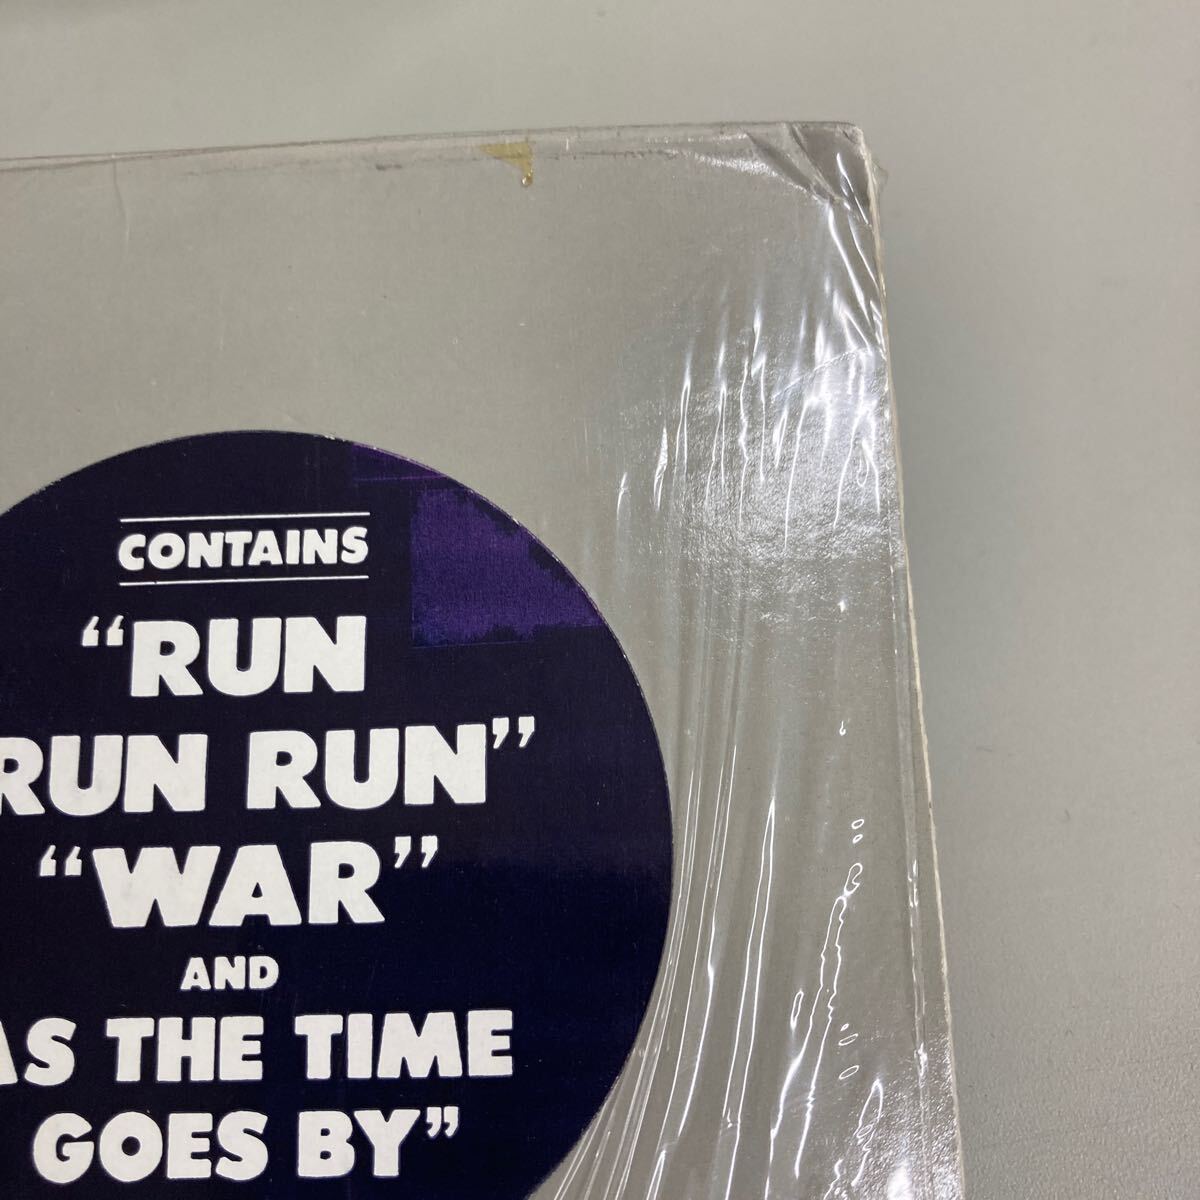 CONTAINS
“RUN
RUN RUN”
“WAR”
AND
AS THE TIME
GOES BY”